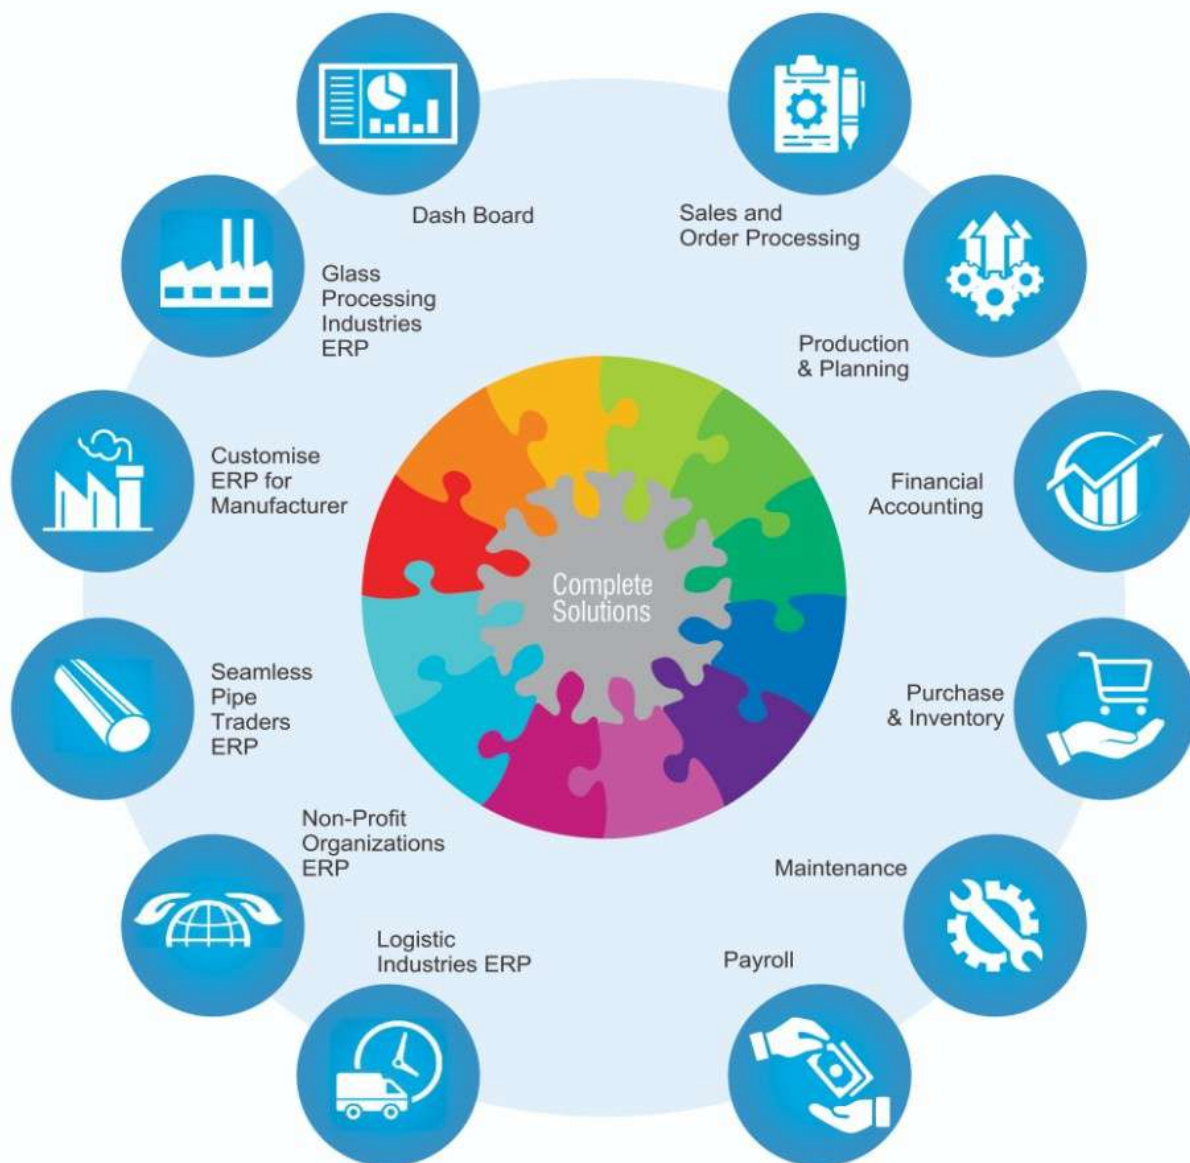 Dash Board
Sales and
Order Processing
Glass
Processing
Industries
ERP
Production
& Planning
Customise
ERP for
Manufacturer
Financial
Accounting
Complete
Solutions
Seamless
Pipe
Traders
ERP
Purchase
& Inventory
Non-Profit
Organizations
ERP
Maintenance
Logistic
Industries ERP
Payroll